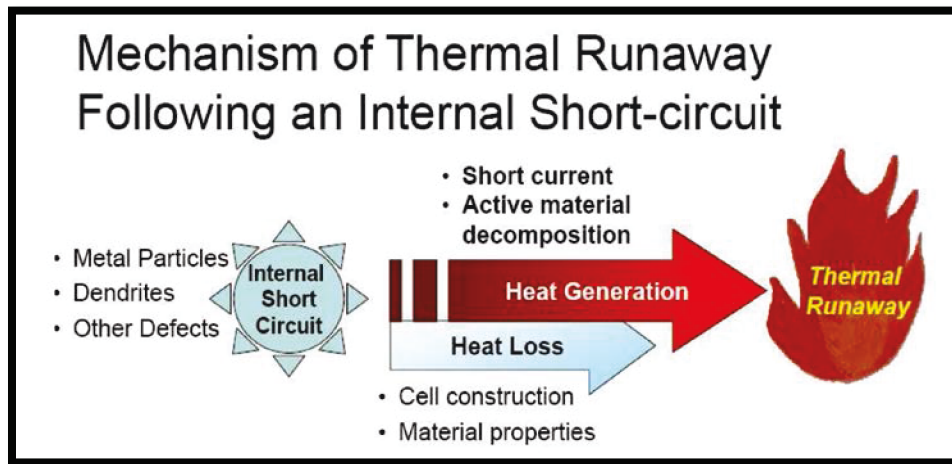 Mechanism of Thermal Runaway
Following an Internal Short-circuit
• Short current
• Active material
decomposition
• Metal Particles
• Dendrites
• Other Defects
Internal
Short
Circuit
Heat Generation
Heat Loss
Thermal
Runaway
• Cell construction
• Material properties